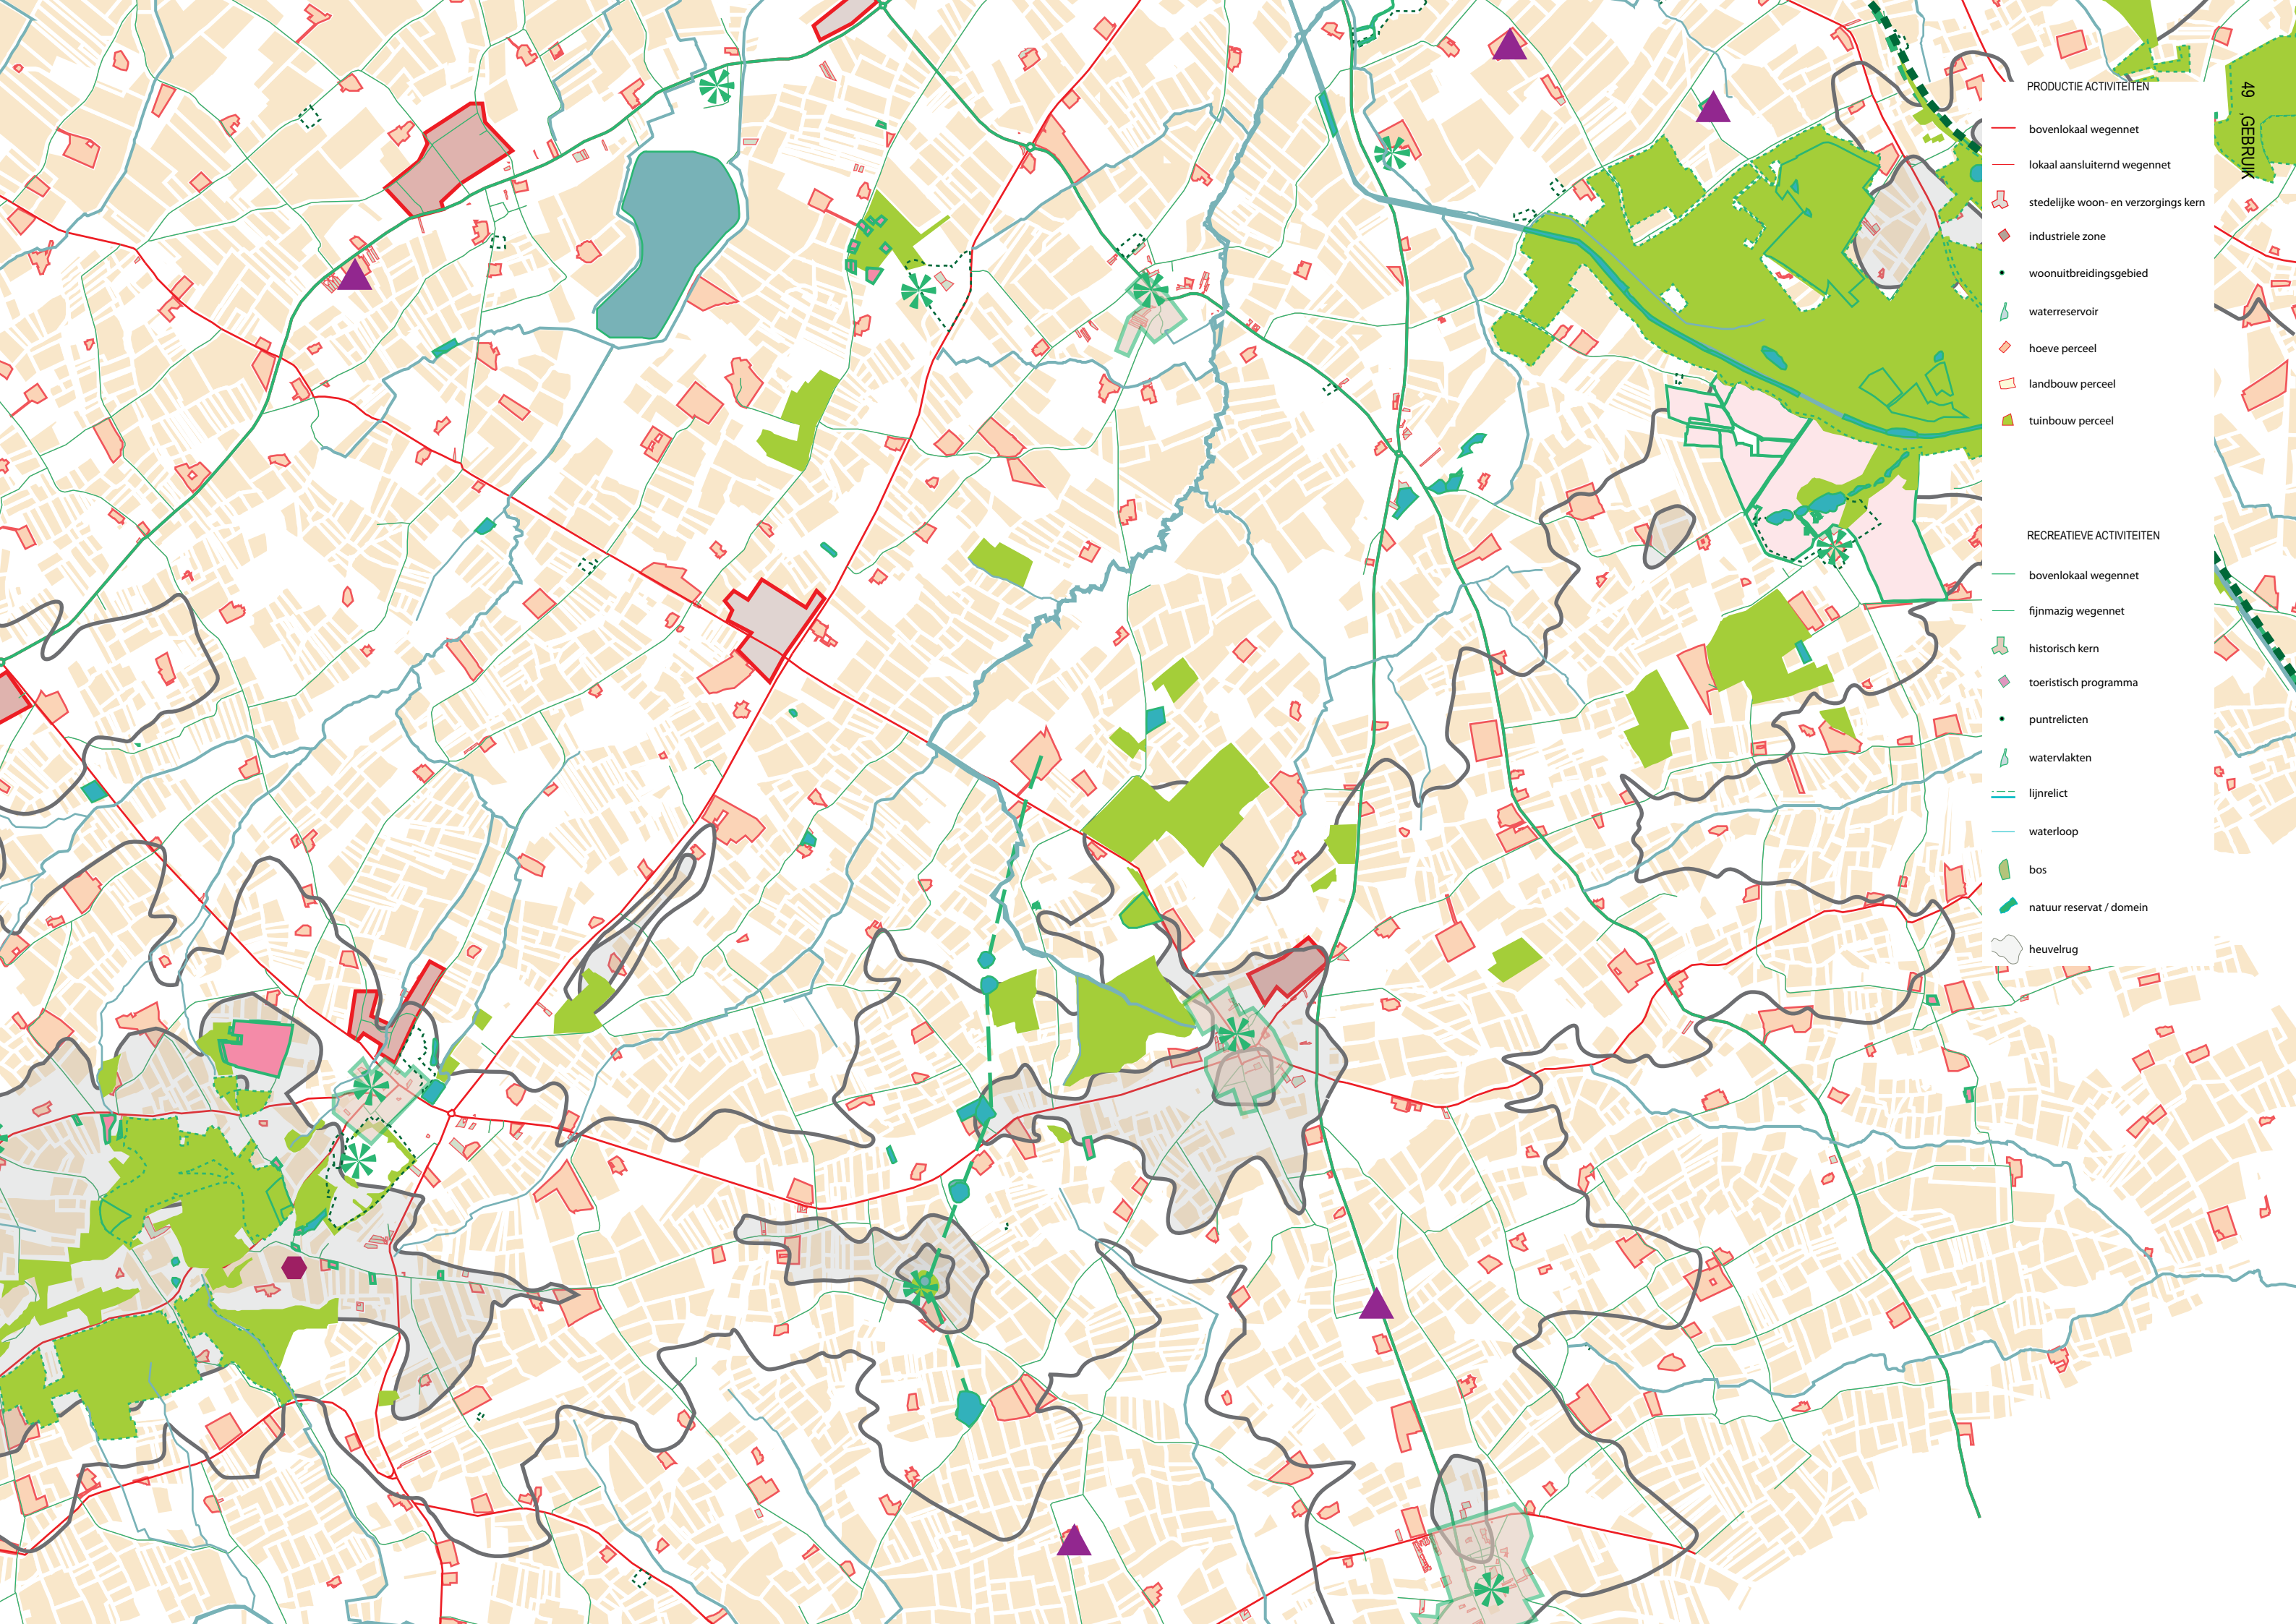 PRODUCTIE ACTIVITEITEN
bovenlokaal wegennet
lokaal aansluiternd wegennet
stedelijke woon- en verzorgings kern
industriele zone
woonuitbreidingsgebied
waterreservoir
hoeve perceel
landbouw perceel
tuinbouw perceel
RECREATIEVE ACTIVITEITEN
bovenlokaal wegennet
fijnmazig wegennet
historisch kern
toeristisch programma
puntrelicten
watervlakten
lijnrelict
waterloop
bos
natuur reservat / domein
heuvelrug
49 ,GEBRUIK